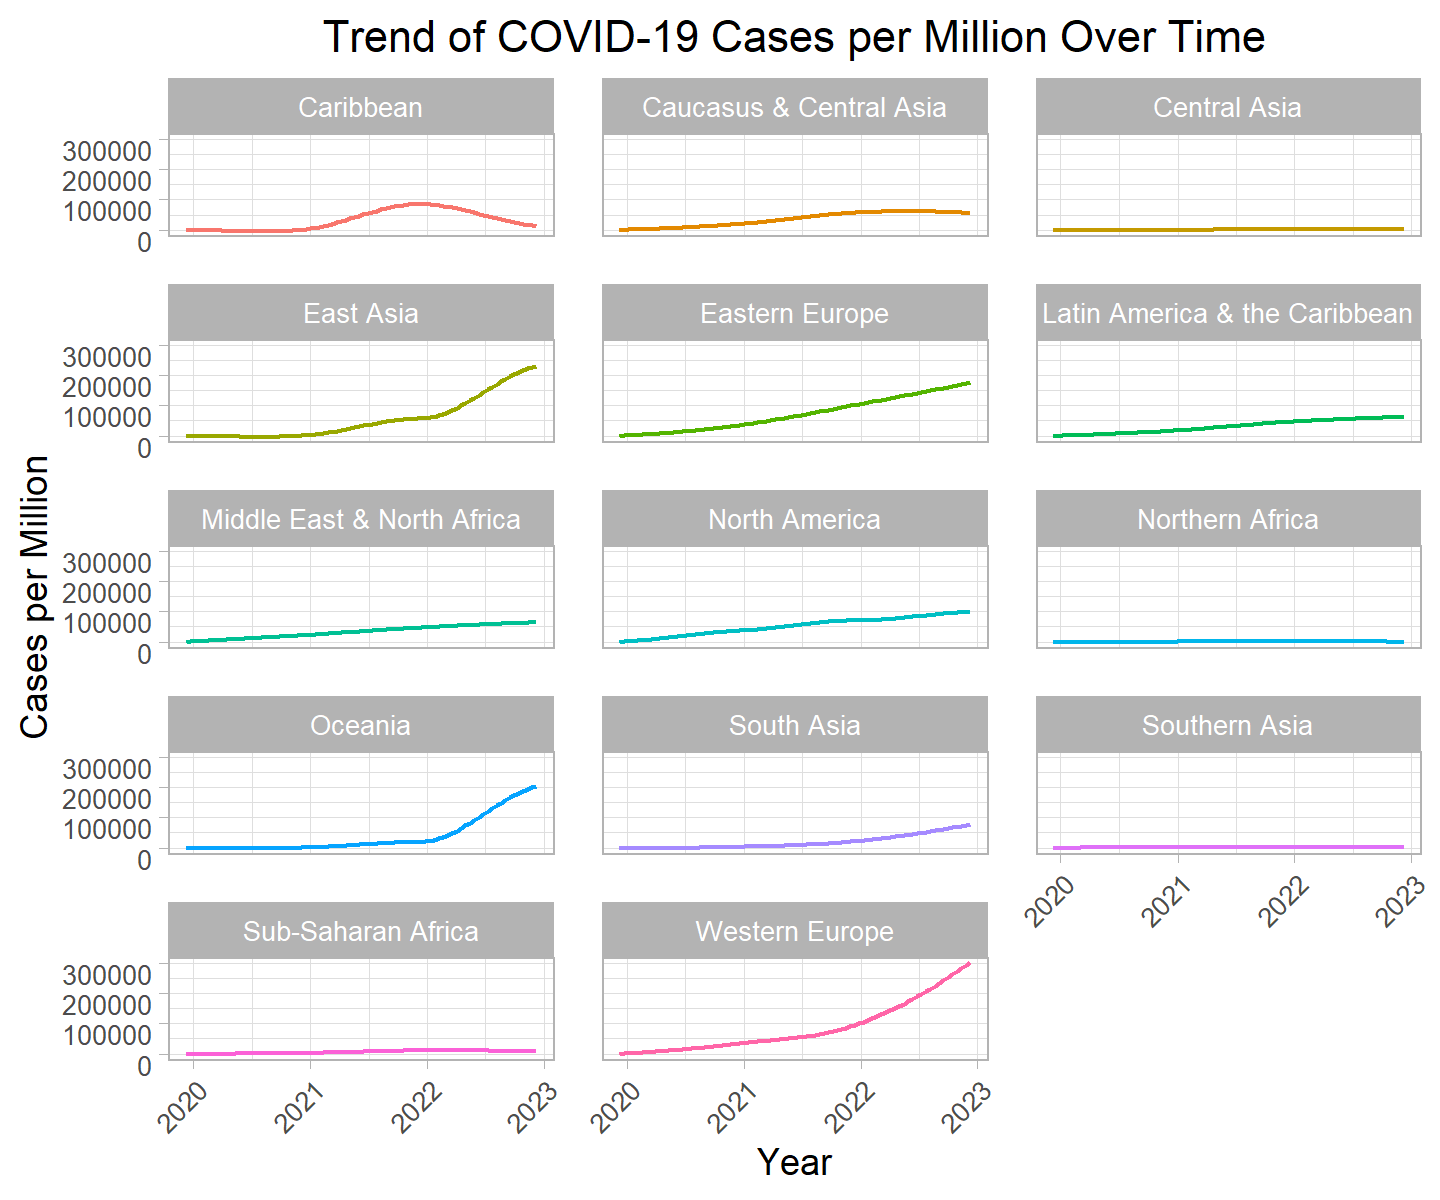 Trend of COVID-19 Cases per Million Over Time
Caribbean
Caucasus & Central Asia
Central Asia
300000
200000
100000
0
East Asia
Eastern Europe
Latin America & the Caribbean
300000
200000
100000
0
Middle East & North Africa
North America
Northern Africa
300000
200000
100000
0
Oceania
South Asia
Southern Asia
300000
200000
100000
0
2020
2021
2022
2023
Sub-Saharan Africa
Western Europe
300000
200000
100000
0
2020
2021
2022
2023
2020
2021
2022
2023
Cases per Million
Year